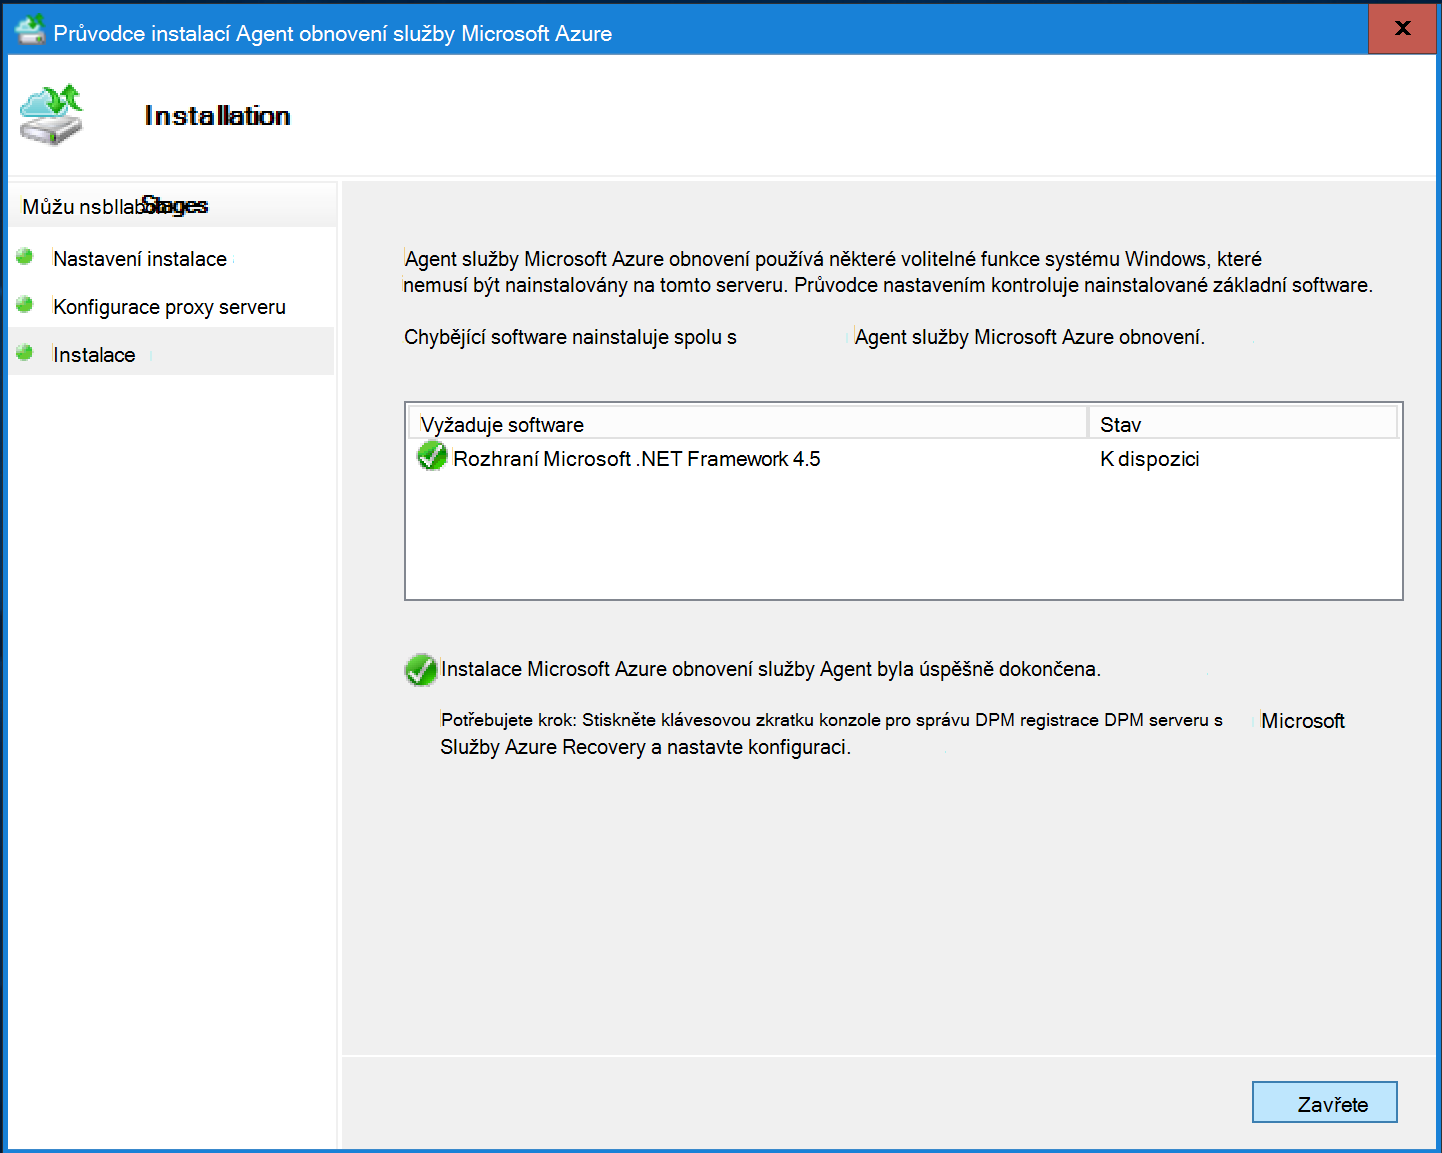 Průvodce instalací Agent obnovení služby Microsoft Azure
x
Installation
Můžu nsbllabon Stages
Nastavení instalace
Konfigurace proxy serveru
Instalace
Agent služby Microsoft Azure obnovení používá některé volitelné funkce systému Windows, které
nemusí být nainstalovány na tomto serveru. Průvodce nastavením kontroluje nainstalované základní software.
Chybějící software nainstaluje spolu s Agent služby Microsoft Azure obnovení.
Vyžaduje software Stav
Rozhraní Microsoft .NET Framework 4.5 K dispozici
Instalace Microsoft Azure obnovení služby Agent byla úspěšně dokončena.
Potřebujete krok: Stiskněte klávesovou zkratku konzole pro správu DPM registrace DPM serveru s Microsoft
Služby Azure Recovery a nastavte konfiguraci.
Zavřete